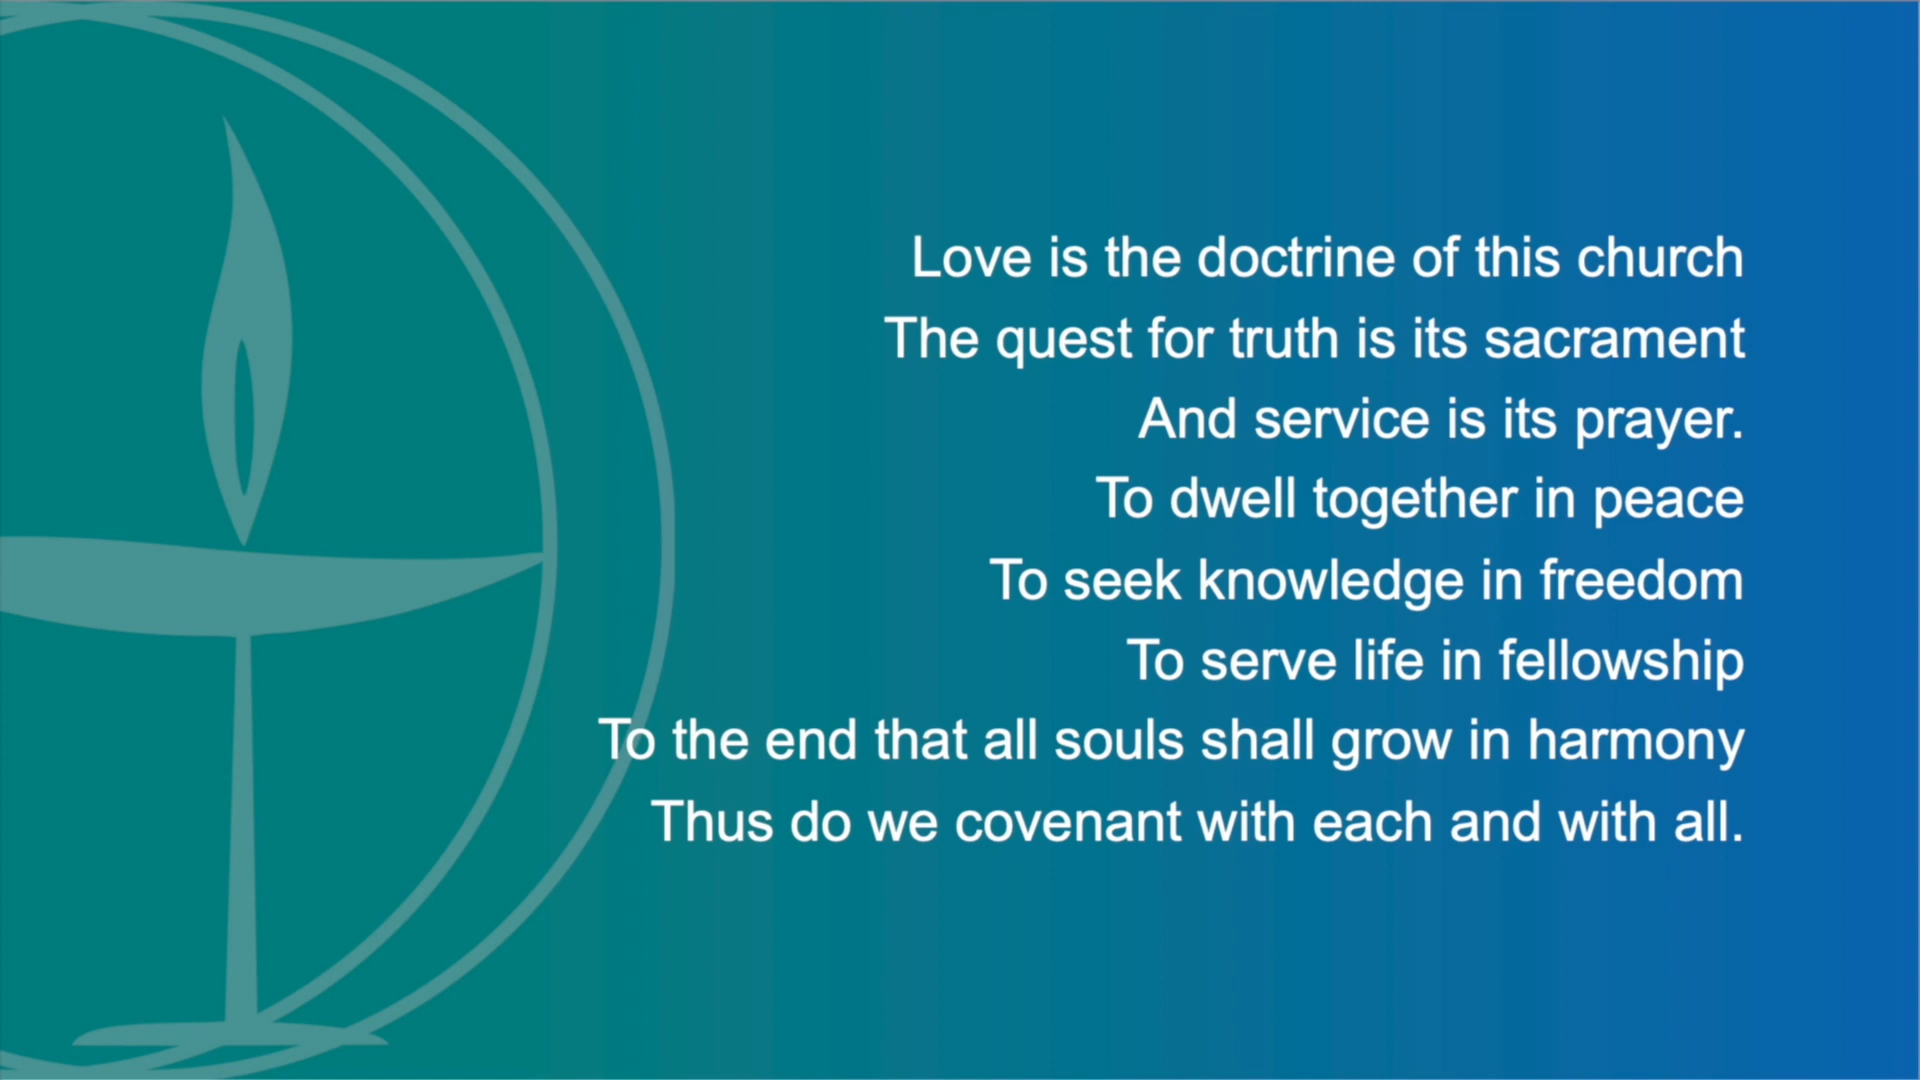 Love is the doctrine of this church
The quest for truth is its sacrament
And service is its prayer.
To dwell together in peace
To seek knowledge in freedom
To serve life in fellowship
To the end that all souls shall grow in harmony
Thus do we covenant with each and with all.